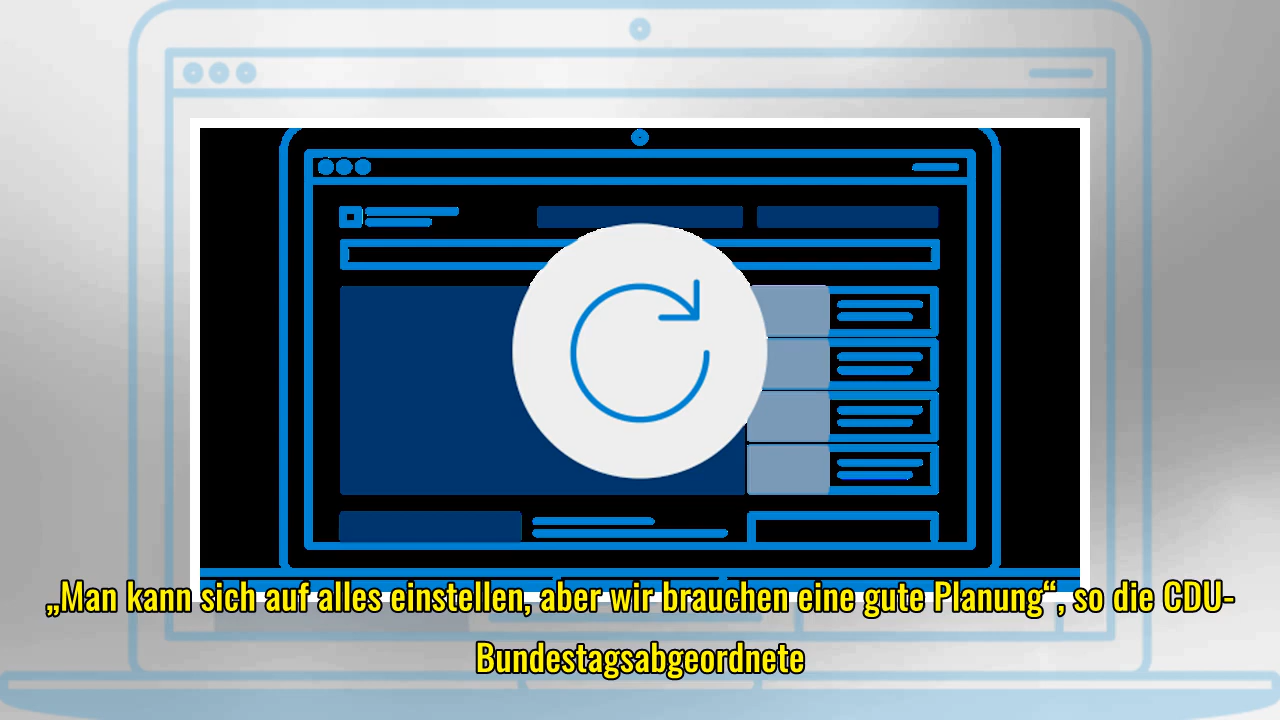 „Man kann sich auf alles einstellen, aber wir brauchen eine gute Planung“, so die CDU-
Bundestagsabgeordnete